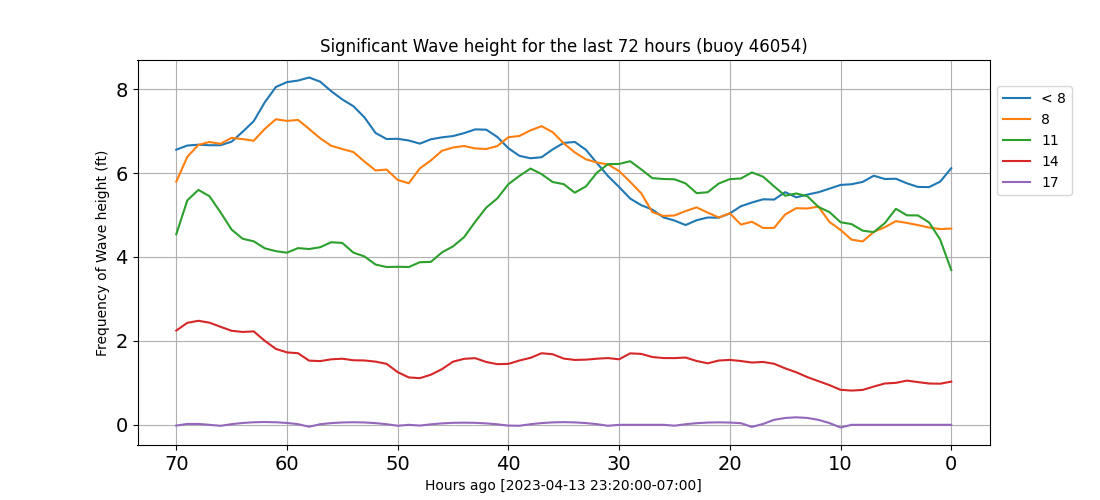 Significant Wave height for the last 72 hours (buoy 46054)
Frequency of Wave height (ft)
8
6
4
2
0
70 60 50 40 30 20 10 0
Hours ago [2023-04-13 23:20:00-07:00]
< 8
8
11
14
17